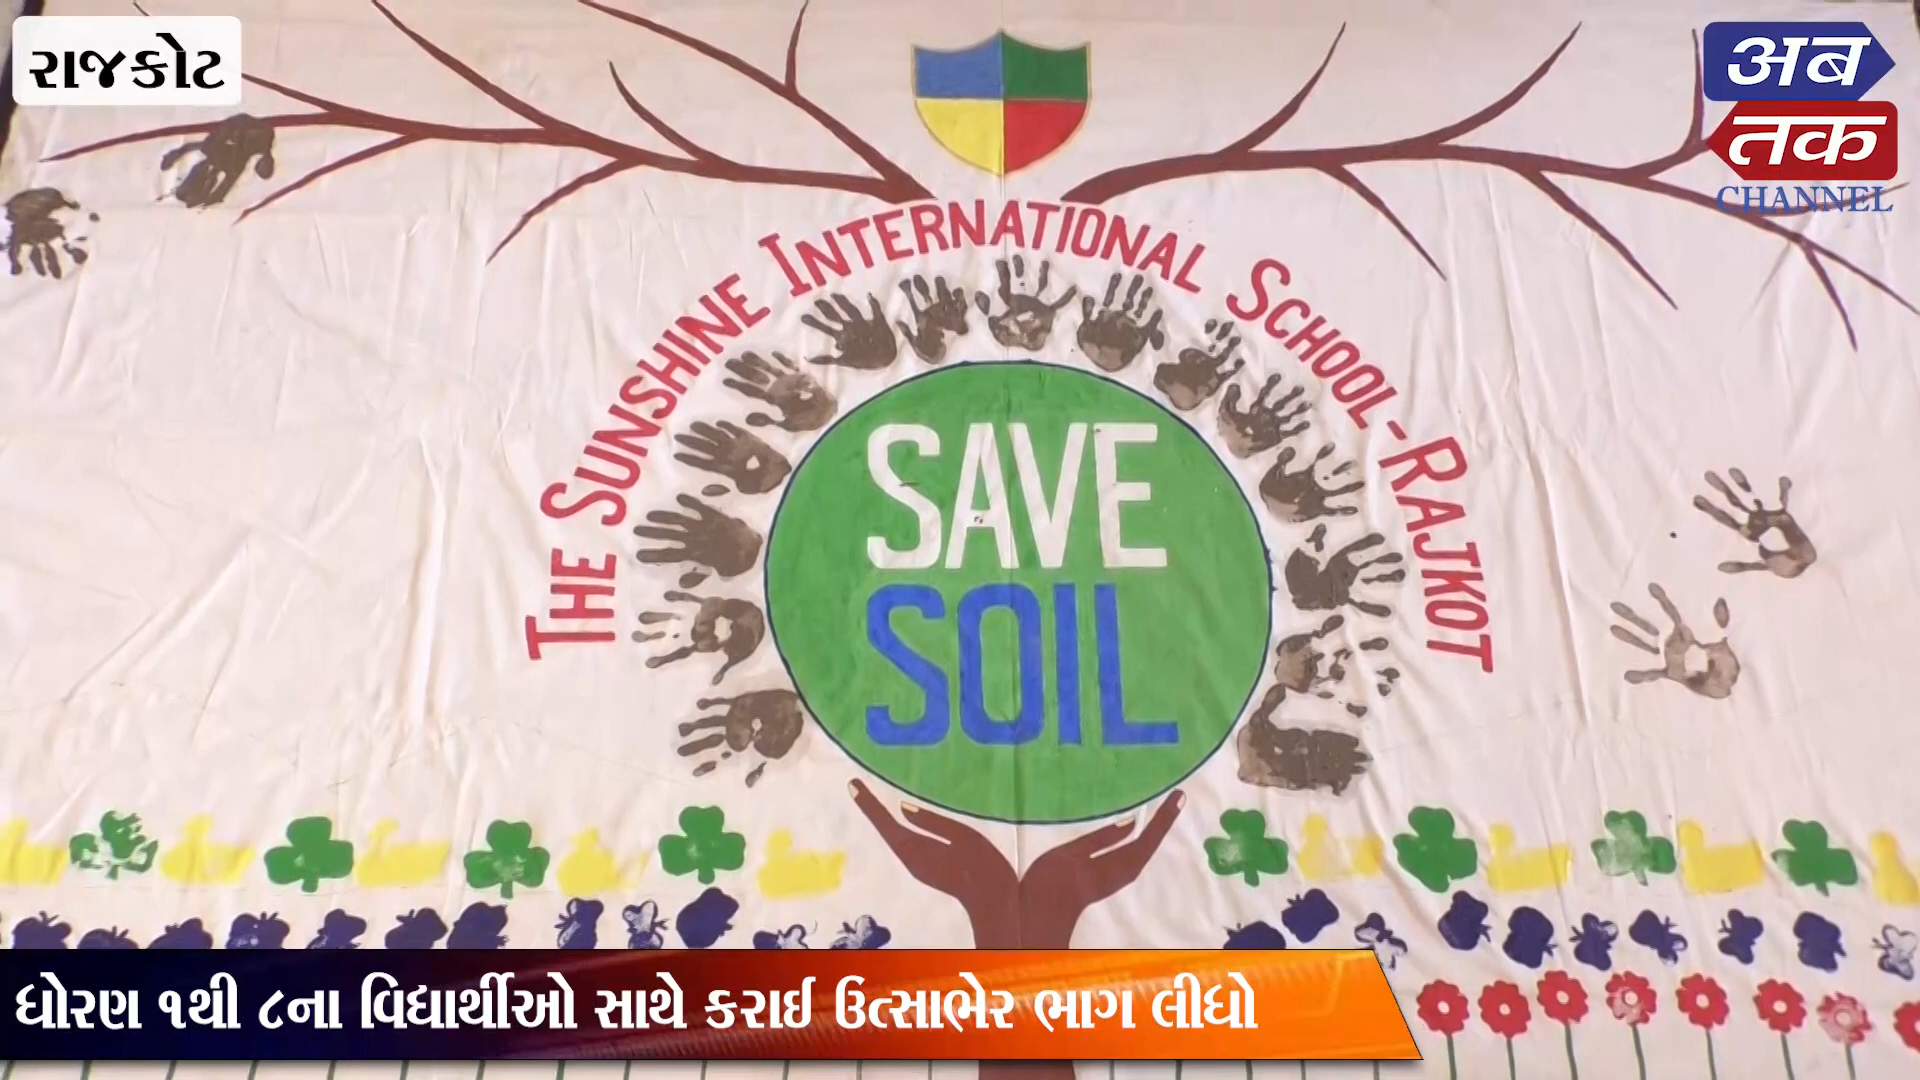 રાજકોટ
अब
तक
CHANNEL
THE SUNSHINE INTERNATIONAL SCHOOL-RAJKOT
SAVE
SOIL
ધોરણ ૧થી ૮ના વિદ્યાર્થીઓ સાથે કરાઈ ઉત્સાભેર ભાગ લીધો